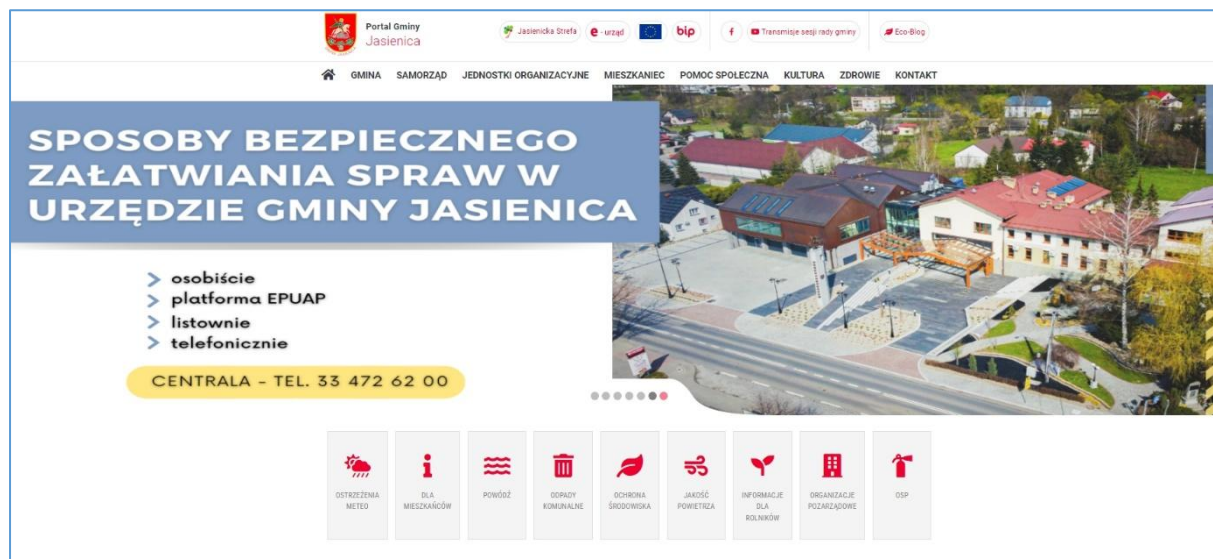 Portal Gminy
Jasienica
Jasienicka Strefa
e - urząd
bip
f
Transmisje sesji rady gminy
Eco-Blog
GMINA SAMORZĄD JEDNOSTKI ORGANIZACYJNE MIESZKANIEC POMOC SPOŁECZNA KULTURA ZDROWIE KONTAKT
SPOSOBY BEZPIECZNEGO
ZAŁATWIANIA SPRAW W
URZĘDZIE GMINY JASIENICA
> osobiście
> platforma EPUAP
> listownie
> telefonicznie
CENTRALA - TEL. 33 472 62 00
OSTRZEŻENIA
METEO
DLA
MIESZKAŃCÓW
POWÓDŹ
ODPADY
KOMUNALNE
OCHRONA
ŚRODOWISKA
JAKOŚĆ
POWIETRZA
INFORMACJE
DLA
ROLNIKÓW
ORGANIZACJE
POZARZĄDOWE
OSP